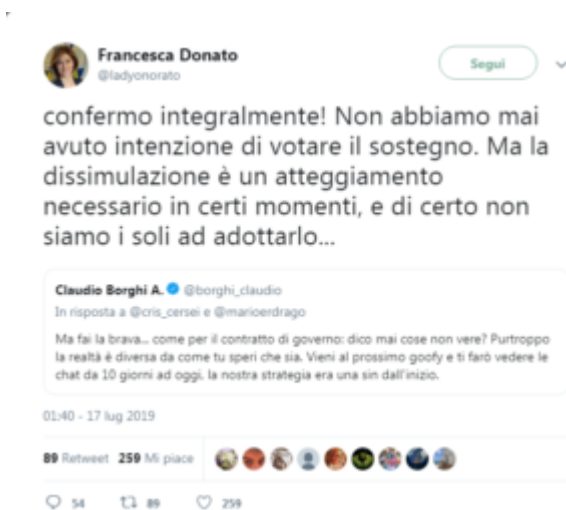 Francesca Donato
@ladyonorato
Segui
confermo integralmente! Non abbiamo mai
avuto intenzione di votare il sostegno. Ma la
dissimulazione è un atteggiamento
necessario in certi momenti, e di certo non
siamo i soli ad adottarlo...
Claudio Borghi A. @borghi_claudio
In risposta a @cris_cersei e @marioerdrago
Ma fai la brava... come per il contratto di governo: dico mai cose non vere? Purtroppo
la realtà è diversa da come tu speri che sia. Vieni al prossimo goofy e ti farò vedere le
chat da 10 giorni ad oggi. la nostra strategia era una sin dall'inizio.
01:40 - 17 lug 2019
89 Retweet 259 Mi piace
54 89 259